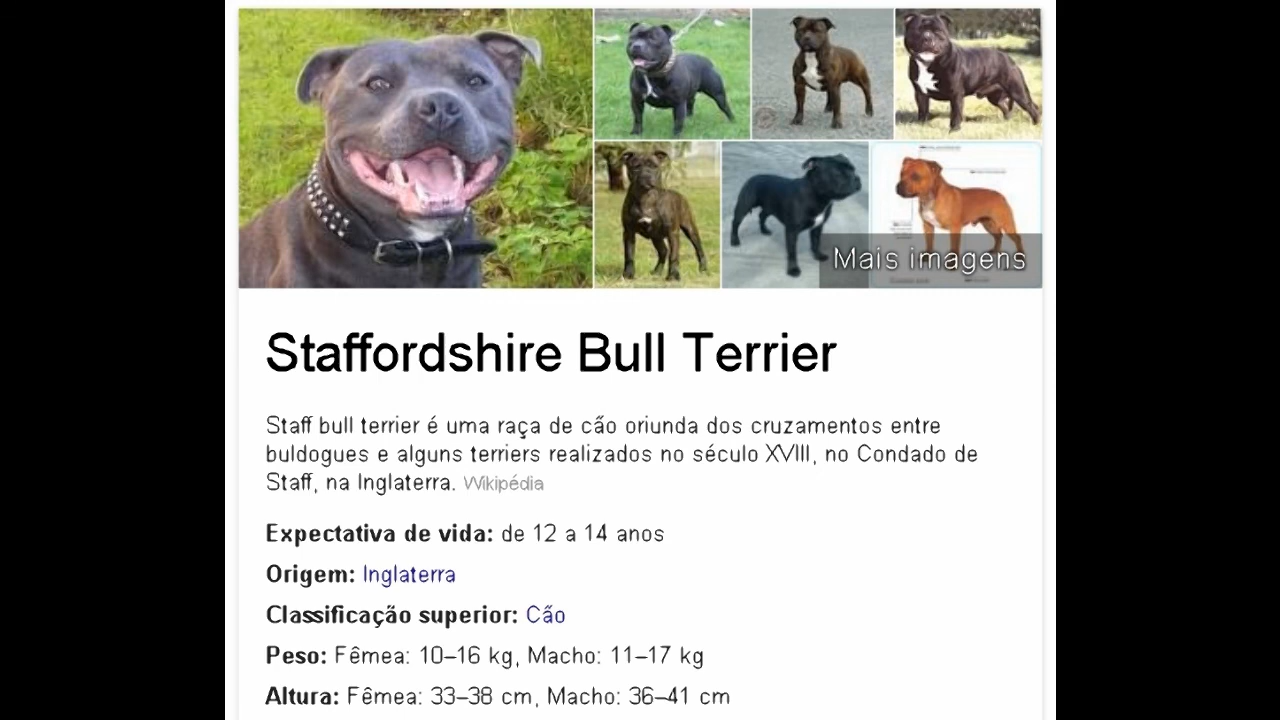 Mais imagens
Staffordshire Bull Terrier
Staff bull terrier é uma raça de cão oriunda dos cruzamentos entre
buldogues e alguns terriers realizados no século XVIII, no Condado de
Staff, na Inglaterra. Wikipédia
Expectativa de vida: de 12 a 14 anos
Origem: Inglaterra
Classificação superior: Cão
Peso: Fêmea: 10–16 kg, Macho: 11–17 kg
Altura: Fêmea: 33–38 cm, Macho: 36–41 cm